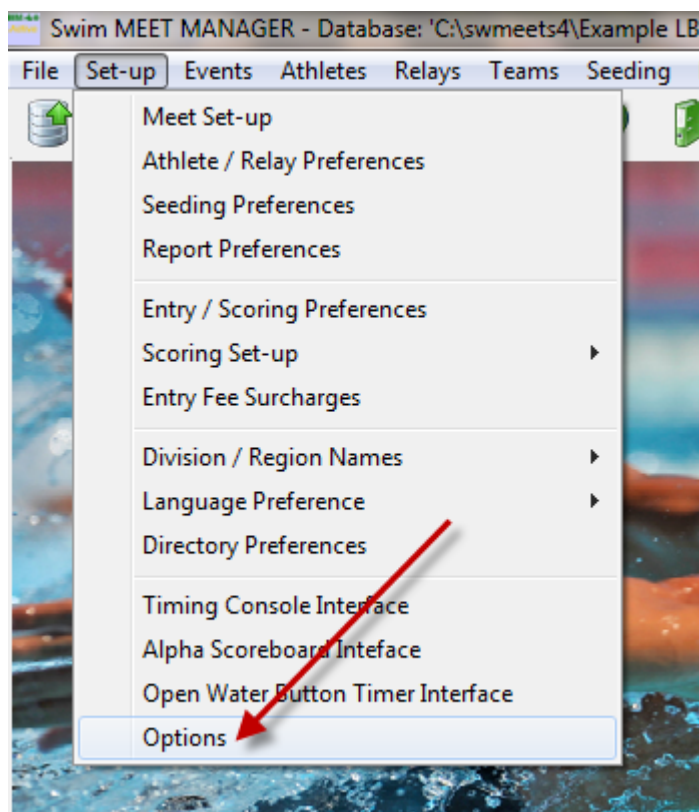 Swim MEET MANAGER - Database: 'C:\swmeets4\Example LB
File Set-up Events Athletes Relays Teams Seeding
Meet Set-up
Athlete / Relay Preferences
Seeding Preferences
Report Preferences
Entry / Scoring Preferences
Scoring Set-up
Entry Fee Surcharges
Division / Region Names
Language Preference
Directory Preferences
Timing Console Interface
Alpha Scoreboard Inteface
Open Water Button Timer Interface
Options